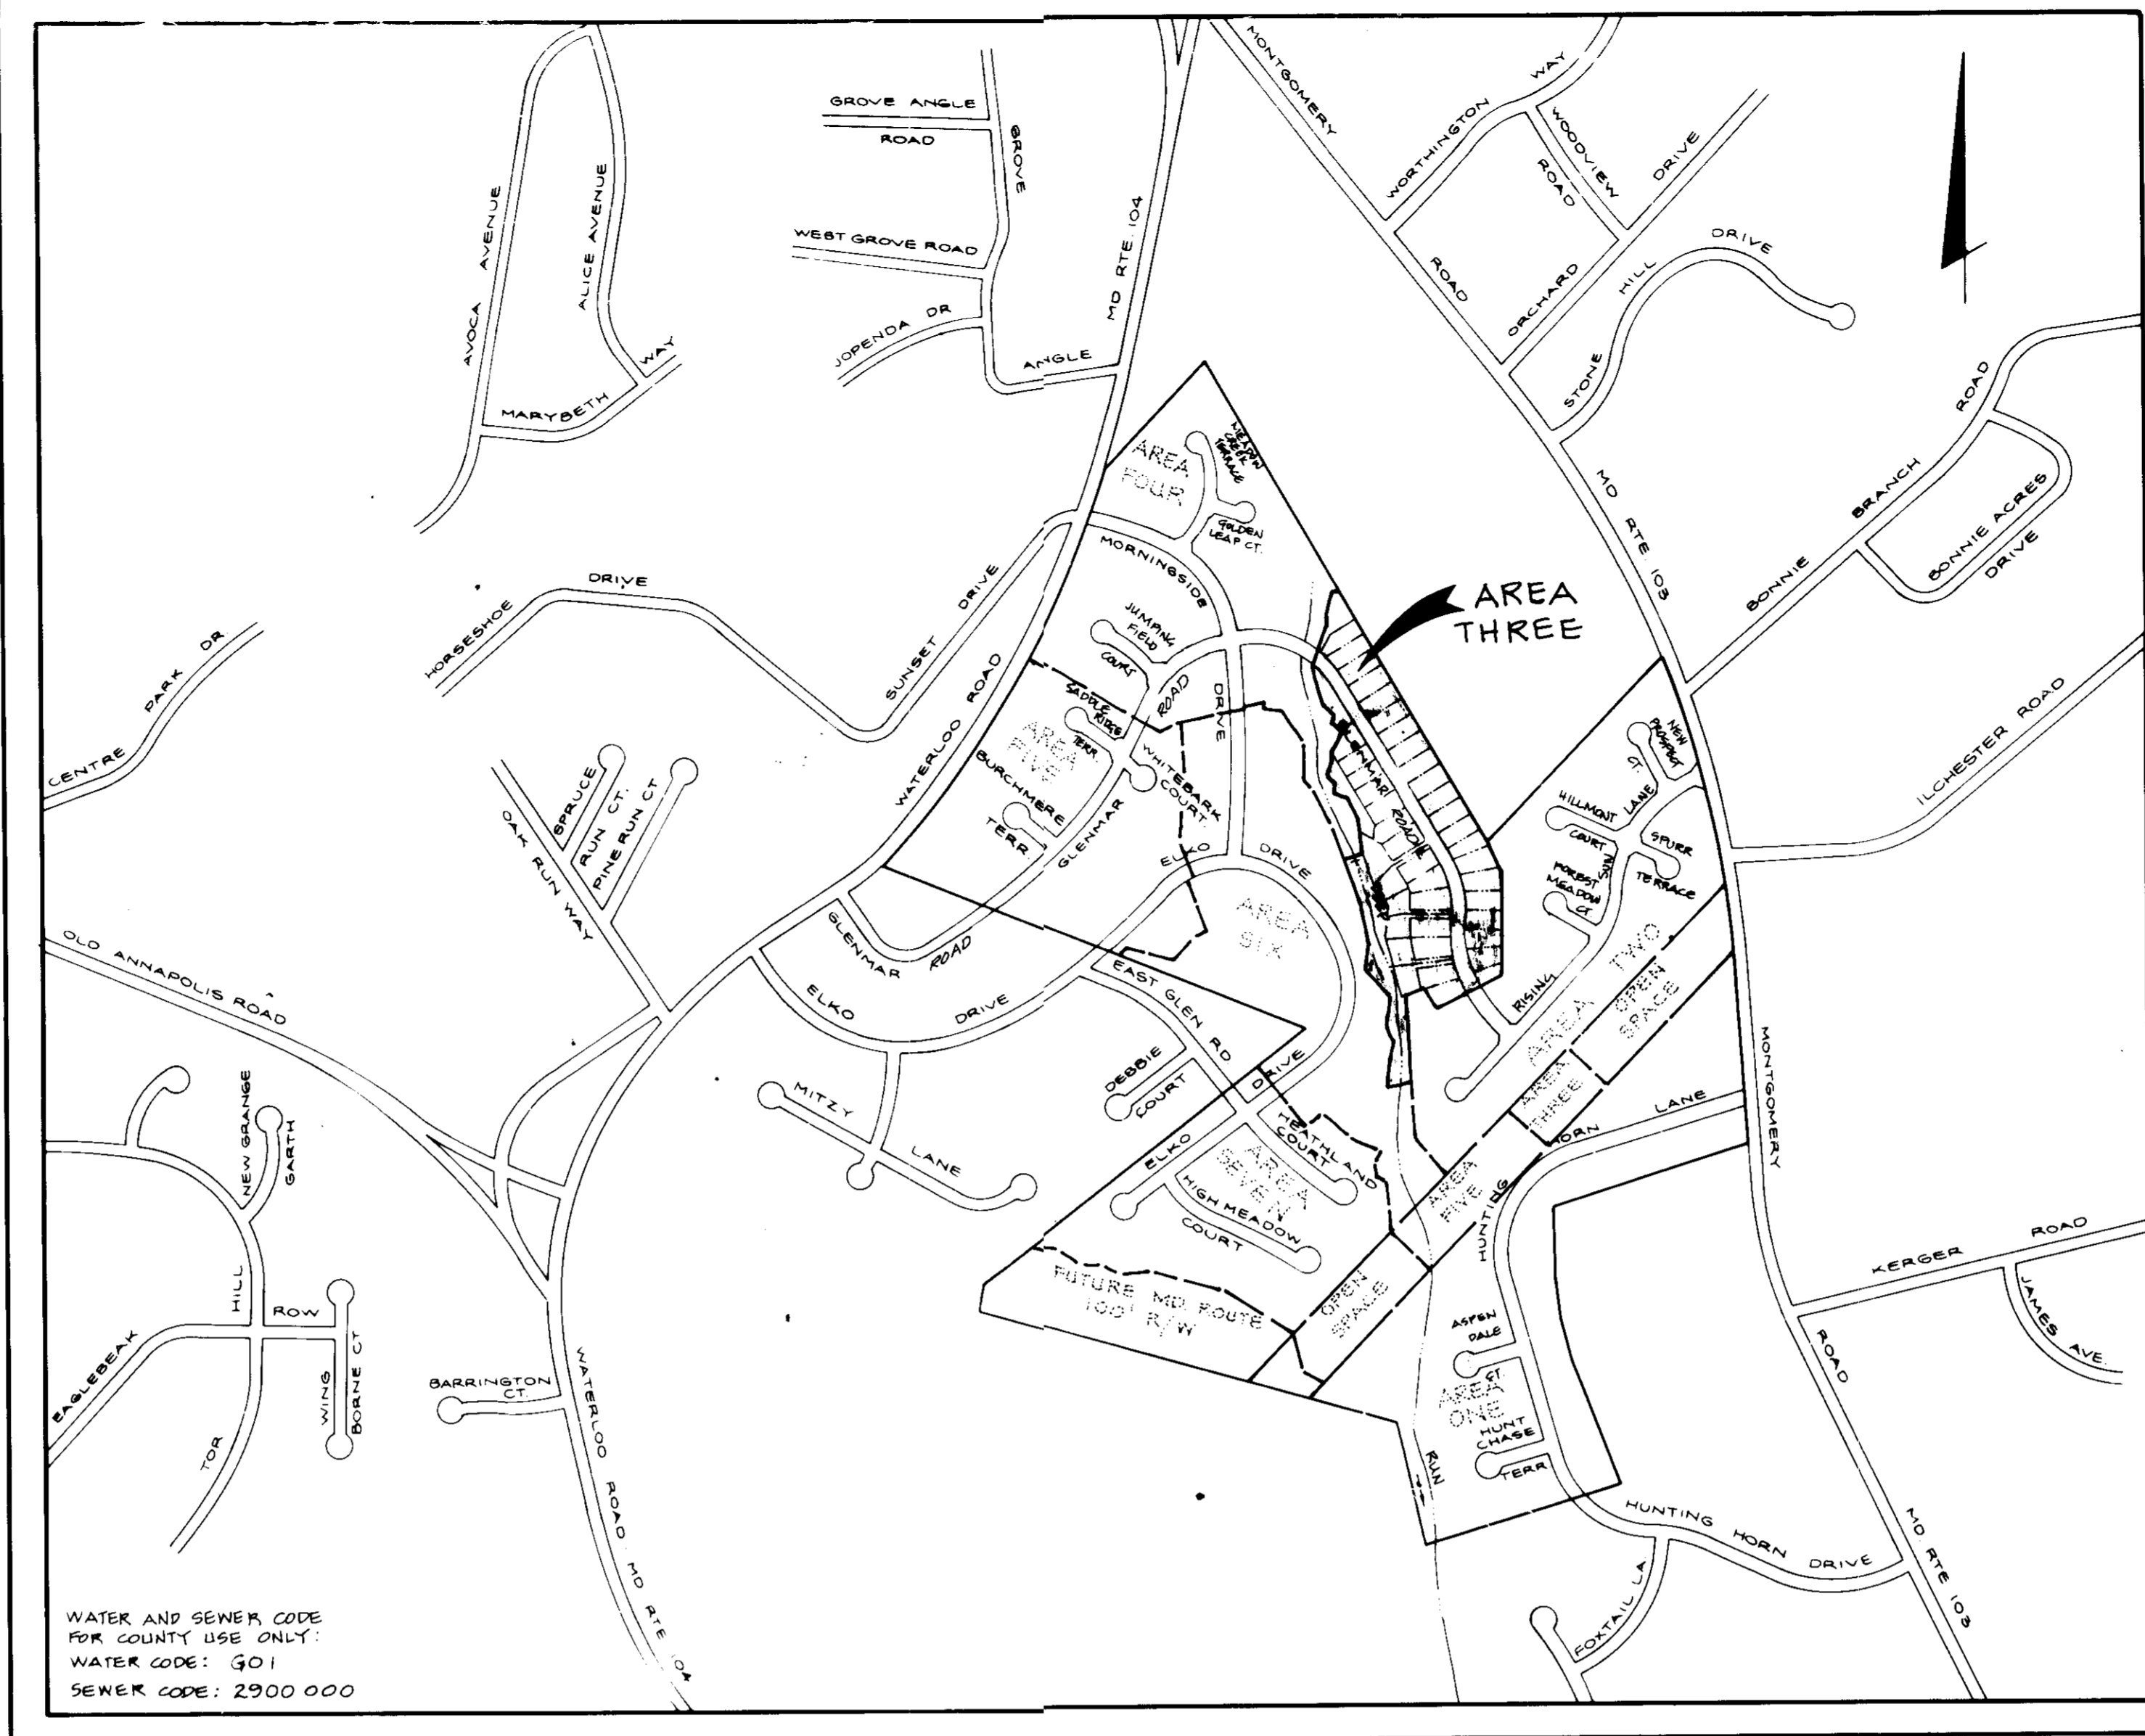 MONTGOMERY
ROAD
WORTHINGTON WAY
WOODVIEW
ROAD
ORCHARD DRIVE
STONE HILL DRIVE
GROVE ANGLE
ROAD
GROVE
ANGLE
WEST GROVE ROAD
JOPENDA DR
MD RTE. 104
AVOCA AVENUE
ALICE AVENUE
MARYBETH WAY
AREA
FOUR
MEADOW
CREEK
TERRACE
GOLDEN
LEAF CT.
MORNINGSIDE
DRIVE
AREA
THREE
MD RTE. 103
BONNIE BRANCH ROAD
BONNIE ACRES
DRIVE
ILCHESTER ROAD
HORSESHOE DRIVE
SUNSET DRIVE
CENTRE PARK DR.
JUMPING
FIELD
COURT
SADDLE
RIDGE
TERR.
AREA
FIVE
BURCHMERE
TERR.
WHITEBARK
COURT
GLENMAR ROAD
WATERLOO ROAD
SPRUCE
RUN CT.
PINE RUN CT
OAK RUN WAY
ROAD
NEW
PROSPECT
CT.
HILLMONT
COURT
LANE
SPURR
TERRACE
FOREST
MEADOW
CT
RISING SUN
ELKO DRIVE
AREA
SIX
AREA TWO
OPEN
SPACE
GLENMAR ROAD
OLD ANNAPOLIS ROAD
ELKO DRIVE
EAST GLEN RD
DEBBIE
COURT
DRIVE
MITZY LANE
AREA
THREE
LANE
MONTGOMERY
ROAD
HEATHLAND
COURT
ELKO
AREA
SEVEN
HIGH MEADOW
COURT
AREA
FIVE
HUNTING HORN
NEW GRANGE
GARTH
HILL
TOR
ROW
WING
EAGLEBEAK
BORNE CT
FUTURE MD. ROUTE
100' R/W
OPEN
SPACE
KERGER ROAD
JAMES AVE.
ASPEN
DALE
CT.
AREA
ONE
HUNT
CHASE
TERR
RUN
BARRINGTON
CT.
WATERLOO ROAD MD RTE 104
HUNTING HORN DRIVE
FOXTAIL LA
MD RTE 103
WATER AND SEWER CODE
FOR COUNTY USE ONLY:
WATER CODE: G01
SEWER CODE: 2900 000